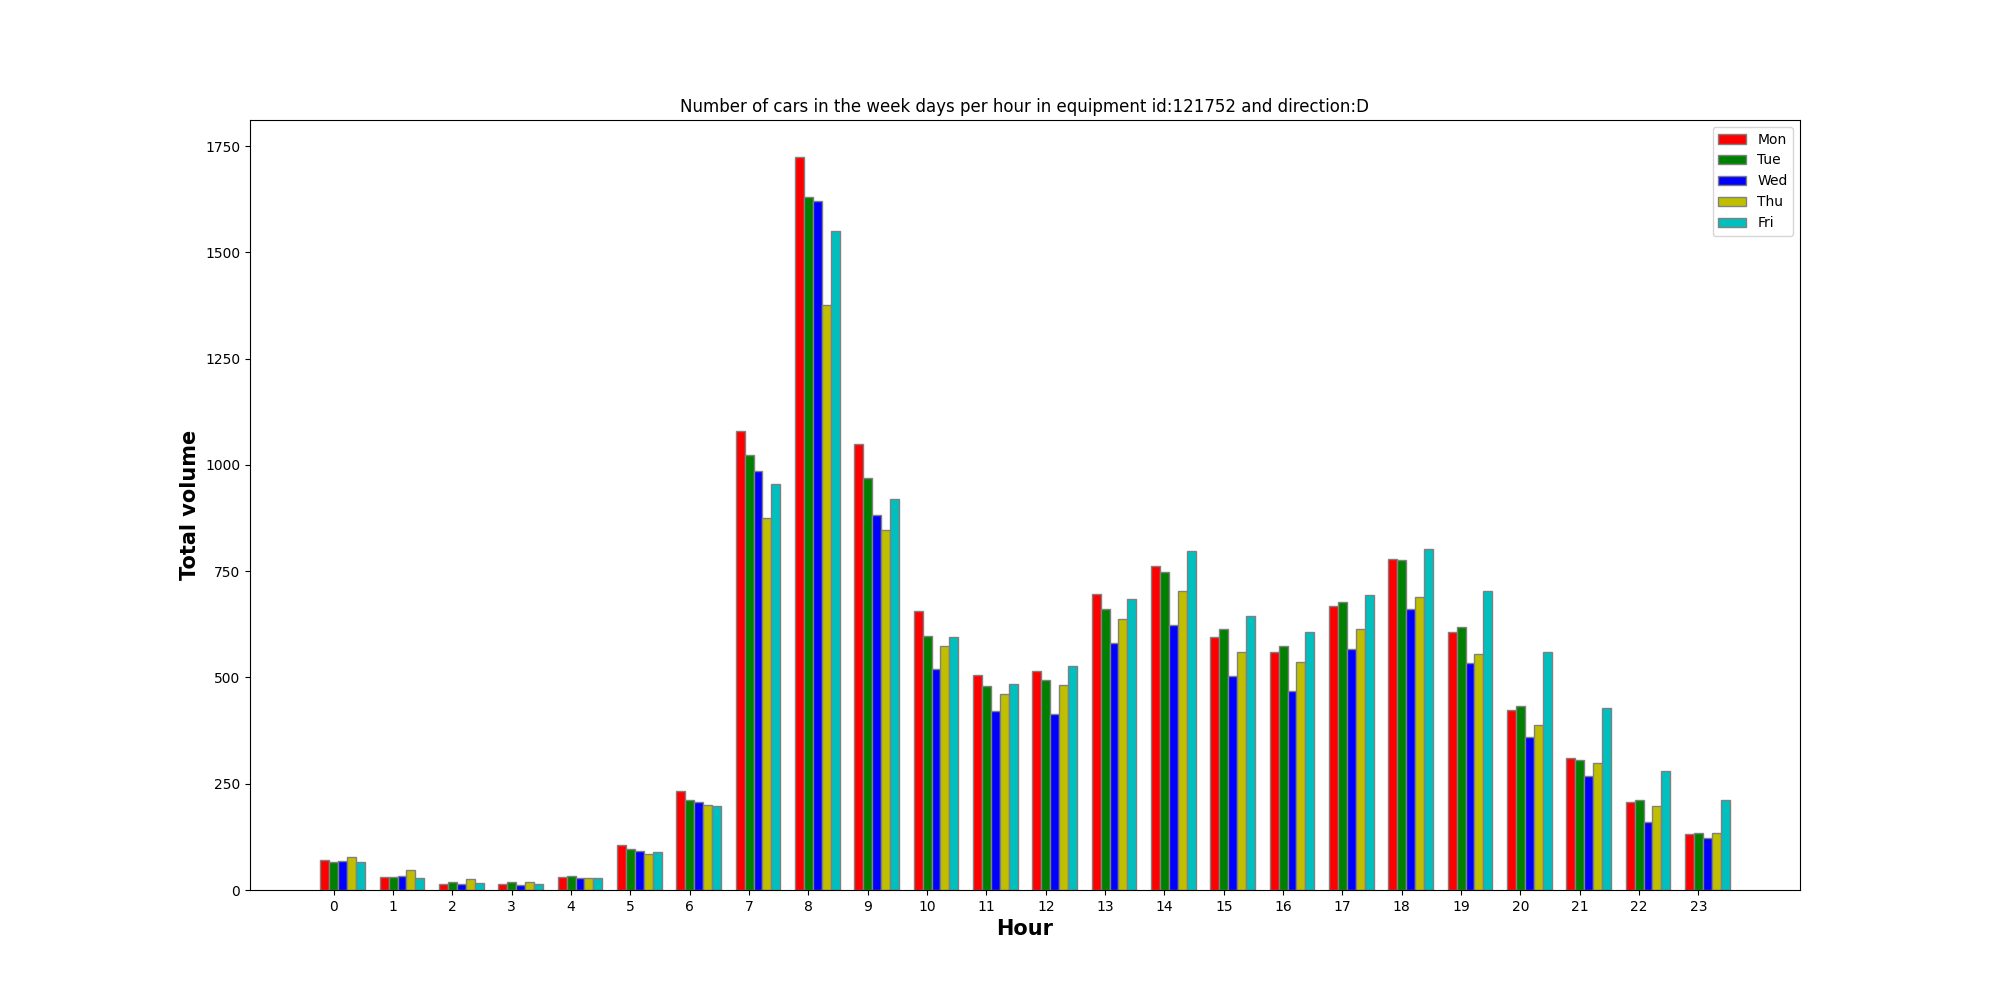 Number of cars in the week days per hour in equipment id:121752 and direction:D
Mon
Tue
Wed
Thu
Fri
Total volume
1750
1500
1250
1000
750
500
250
0
0 1 2 3 4 5 6 7 8 9 10 11 12 13 14 15 16 17 18 19 20 21 22 23
Hour